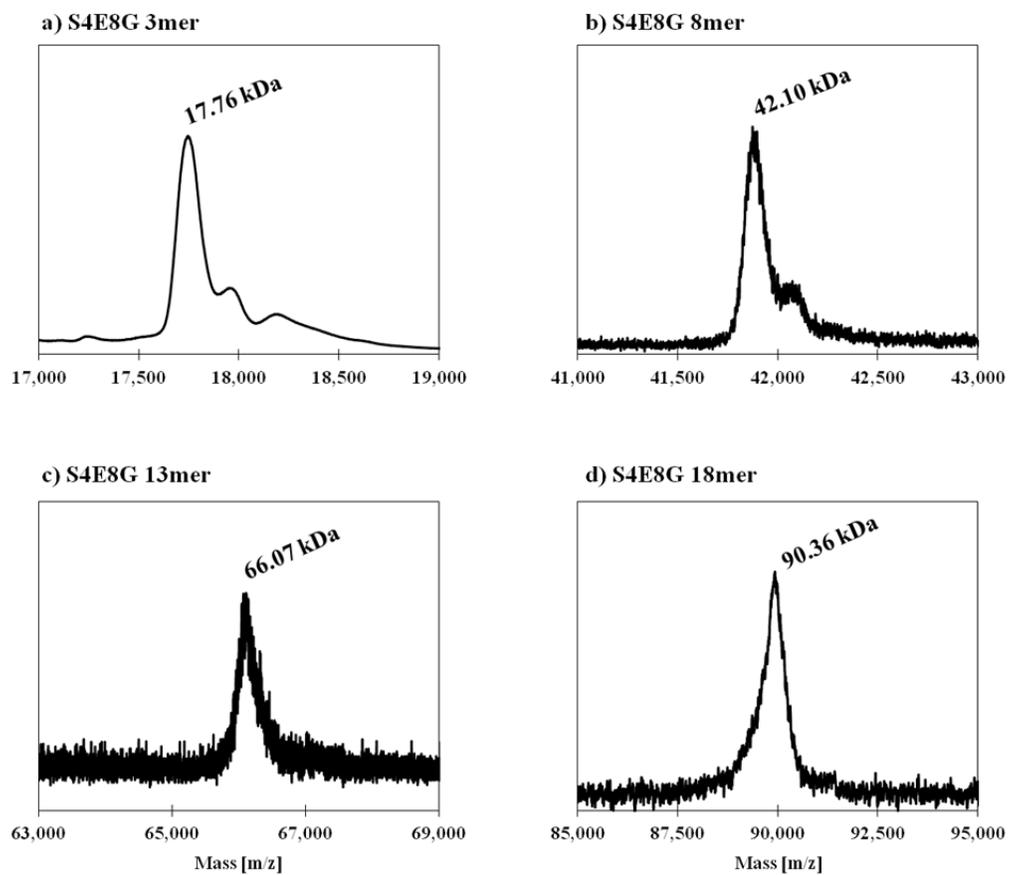 a) S4E8G 3mer
17.76 kDa
17,000 17,500 18,000 18,500 19,000
b) S4E8G 8mer
42.10 kDa
41,000 41,500 42,000 42,500 43,000
c) S4E8G 13mer
66.07 kDa
63,000 65,000 67,000 69,000
Mass [m/z]
d) S4E8G 18mer
90.36 kDa
85,000 87,500 90,000 92,500 95,000
Mass [m/z]